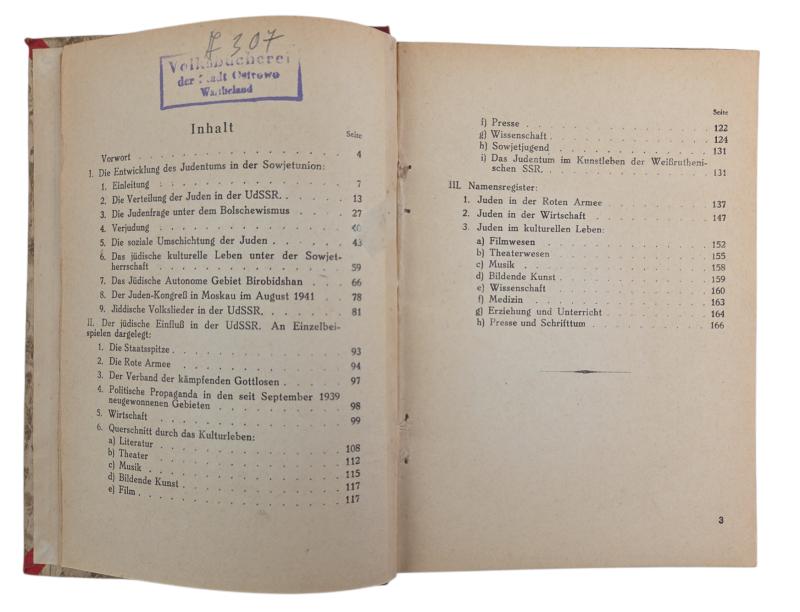 # 307
Volksbücherei
der Stadt Ostrowo
Wartheland
Inhalt
Seite
Vorwort . . . . . . . . . . . . 4
I. Die Entwicklung des Judentums in der Sowjetunion:
1. Einleitung . . . . . . . . . . . 7
2. Die Verteilung der Juden in der UdSSR. . . . . 13
3. Die Judenfrage unter dem Bolschewismus . . . . 27
4. Verjudung . . . . . . . . . . . 40
5. Die soziale Umschichtung der Juden . . . . . 43
6. Das jüdische kulturelle Leben unter der Sowjet-
herrschaft . . . . . . . . . . . 59
7. Das Jüdische Autonome Gebiet Birobidshan . . . 66
8. Der Juden-Kongreß in Moskau im August 1941 . . 78
9. Jiddische Volkslieder in der UdSSR. . . . . . 81
II. Der jüdische Einfluß in der UdSSR. An Einzelbei-
spielen dargelegt:
1. Die Staatsspitze . . . . . . . . . . 93
2. Die Rote Armee . . . . . . . . . . 94
3. Der Verband der kämpfenden Gottlosen . . . . 97
4. Politische Propaganda in den seit September 1939
neugewonnenen Gebieten . . . . . . . . 98
5. Wirtschaft . . . . . . . . . . . 99
6. Querschnitt durch das Kulturleben:
a) Literatur . . . . . . . . . . . 108
b) Theater . . . . . . . . . . . 112
c) Musik . . . . . . . . . . . 115
d) Bildende Kunst . . . . . . . . . 117
e) Film . . . . . . . . . . . . 117
Seite
f) Presse . . . . . . . . . . . 122
g) Wissenschaft . . . . . . . . . . 124
h) Sowjetjugend . . . . . . . . . . 131
i) Das Judentum im Kunstleben der Weißrutheni-
schen SSR. . . . . . . . . . . 131
III. Namensregister:
1. Juden in der Roten Armee . . . . . . . 137
2. Juden in der Wirtschaft . . . . . . . . 147
3. Juden im kulturellen Leben:
a) Filmwesen . . . . . . . . . . 152
b) Theaterwesen . . . . . . . . . . 155
c) Musik . . . . . . . . . . . 158
d) Bildende Kunst . . . . . . . . . 159
e) Wissenschaft . . . . . . . . . . 160
f) Medizin . . . . . . . . . . . 163
g) Erziehung und Unterricht . . . . . . . 164
h) Presse und Schrifttum . . . . . . . . 166
3